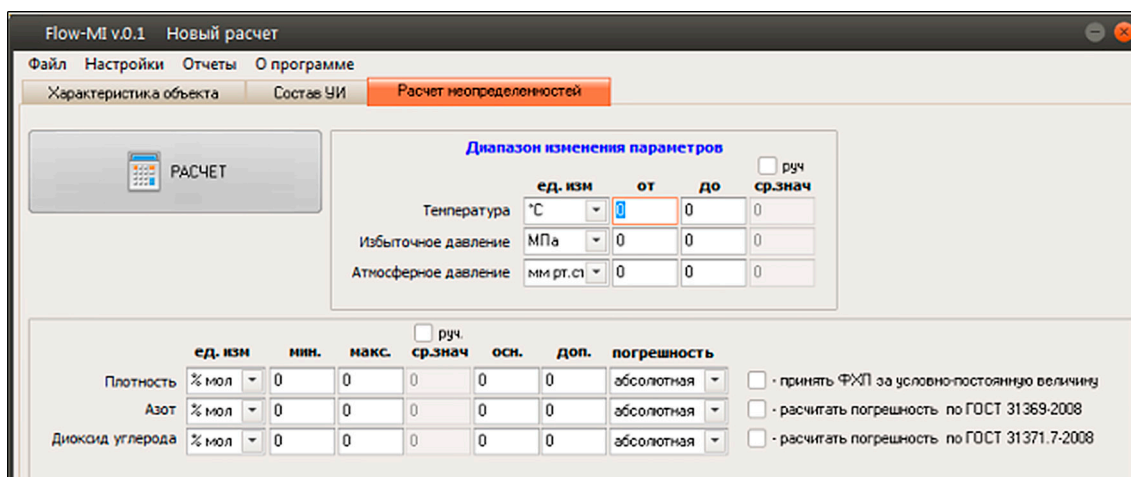 Flow-MI v.0.1 Новый расчет
Файл Настройки Отчеты О программе
Характеристика объекта Состав УИ Расчет неопределенностей
РАСЧЕТ
Диапазон изменения параметров
руч
ед. изм от до ср.знач
Температура °C 0 0 0
Избыточное давление МПа 0 0 0
Атмосферное давление мм рт.ст 0 0 0
руч.
ед. изм мин. макс. ср.знач осн. доп. погрешность
Плотность % мол 0 0 0 0 0 абсолютная - принять ФХП за условно-постоянную величину
Азот % мол 0 0 0 0 0 абсолютная - расчитать погрешность по ГОСТ 31369-2008
Диоксид углерода % мол 0 0 0 0 0 абсолютная - расчитать погрешность по ГОСТ 31371.7-2008